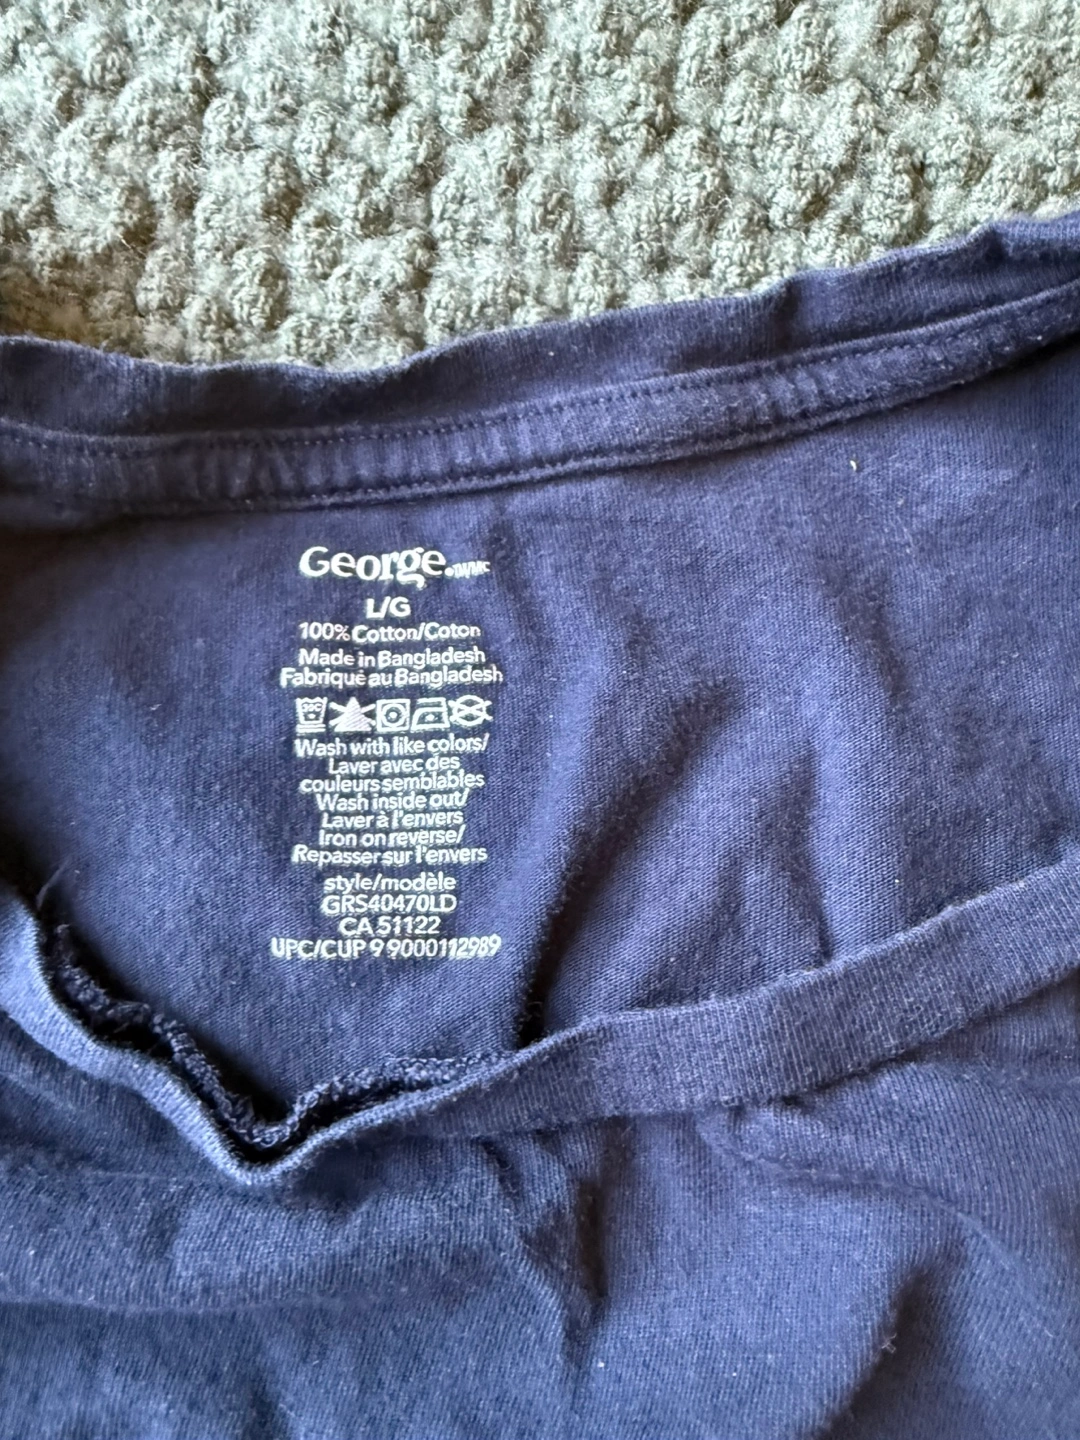 George.
L/G
100% Cotton/Coton
Made in Bangladesh
Fabriqué au Bangladesh
30C
Wash with like colors/
Laver avec des
couleurs semblables
Wash inside out/
Laver à l'envers
Iron on reverse/
Repasser sur l'envers
style/modèle
GRS40470LD
CA 51122
UPC/CUP 9 9000112989